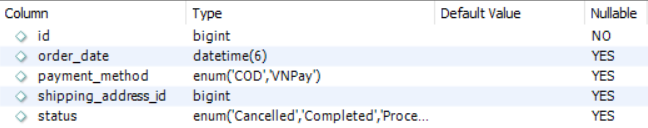 Column Type Default Value Nullable
id bigint NO
order_date datetime(6) YES
payment_method enum('COD','VNPay') YES
shipping_address_id bigint YES
status enum('Cancelled','Completed','Proce... YES